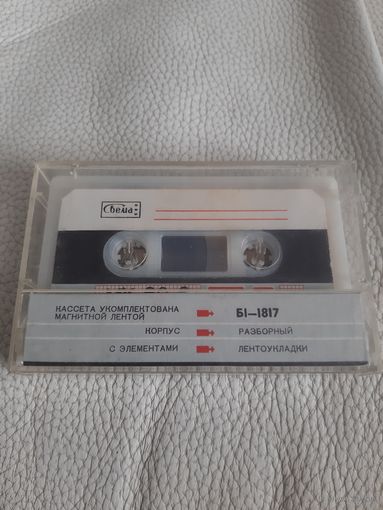 Свема
КАССЕТА УКОМПЛЕКТОВАНА
МАГНИТНОЙ ЛЕНТОЙ
Б1-1817
КОРПУС
РАЗБОРНЫЙ
С ЭЛЕМЕНТАМИ
ЛЕНТОУКЛАДКИ